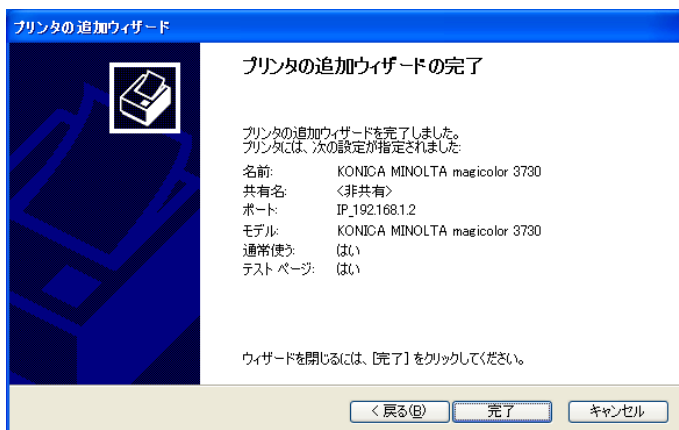 プリンタの追加ウィザード
プリンタの追加ウィザードの完了
プリンタの追加ウィザードを完了しました。
プリンタには、次の設定が指定されました:
名前: KONICA MINOLTA magicolor 3730
共有名: <非共有>
ポート: IP_192.168.1.2
モデル: KONICA MINOLTA magicolor 3730
通常使う: はい
テスト ページ: はい
ウィザードを閉じるには、[完了] をクリックしてください。
< 戻る(B) 完了 キャンセル